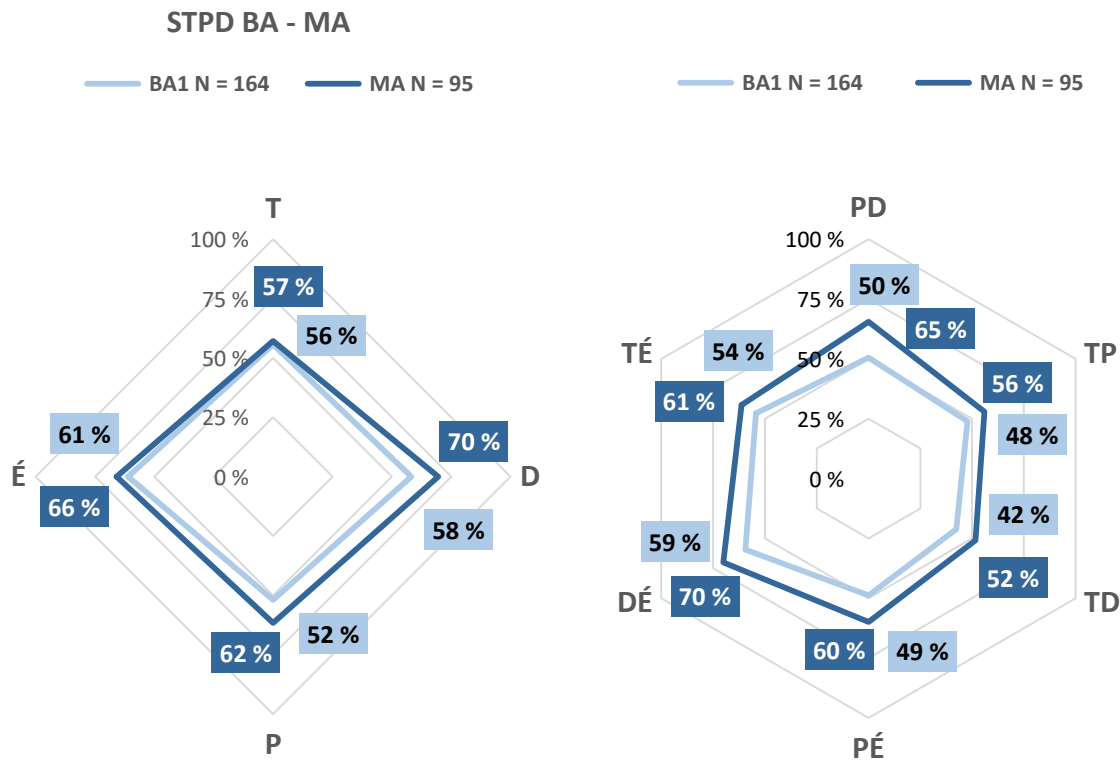 STPD BA - MA
BA1 N = 164
MA N = 95
T
100 %
75 %
50 %
25 %
0 %
57 %
56 %
61 %
66 %
É
70 %
D
58 %
52 %
62 %
P
BA1 N = 164
MA N = 95
PD
100 %
75 %
50 %
25 %
0 %
50 %
65 %
TÉ
54 %
61 %
TP
56 %
48 %
42 %
52 %
TD
59 %
70 %
DÉ
60 %
49 %
PÉ